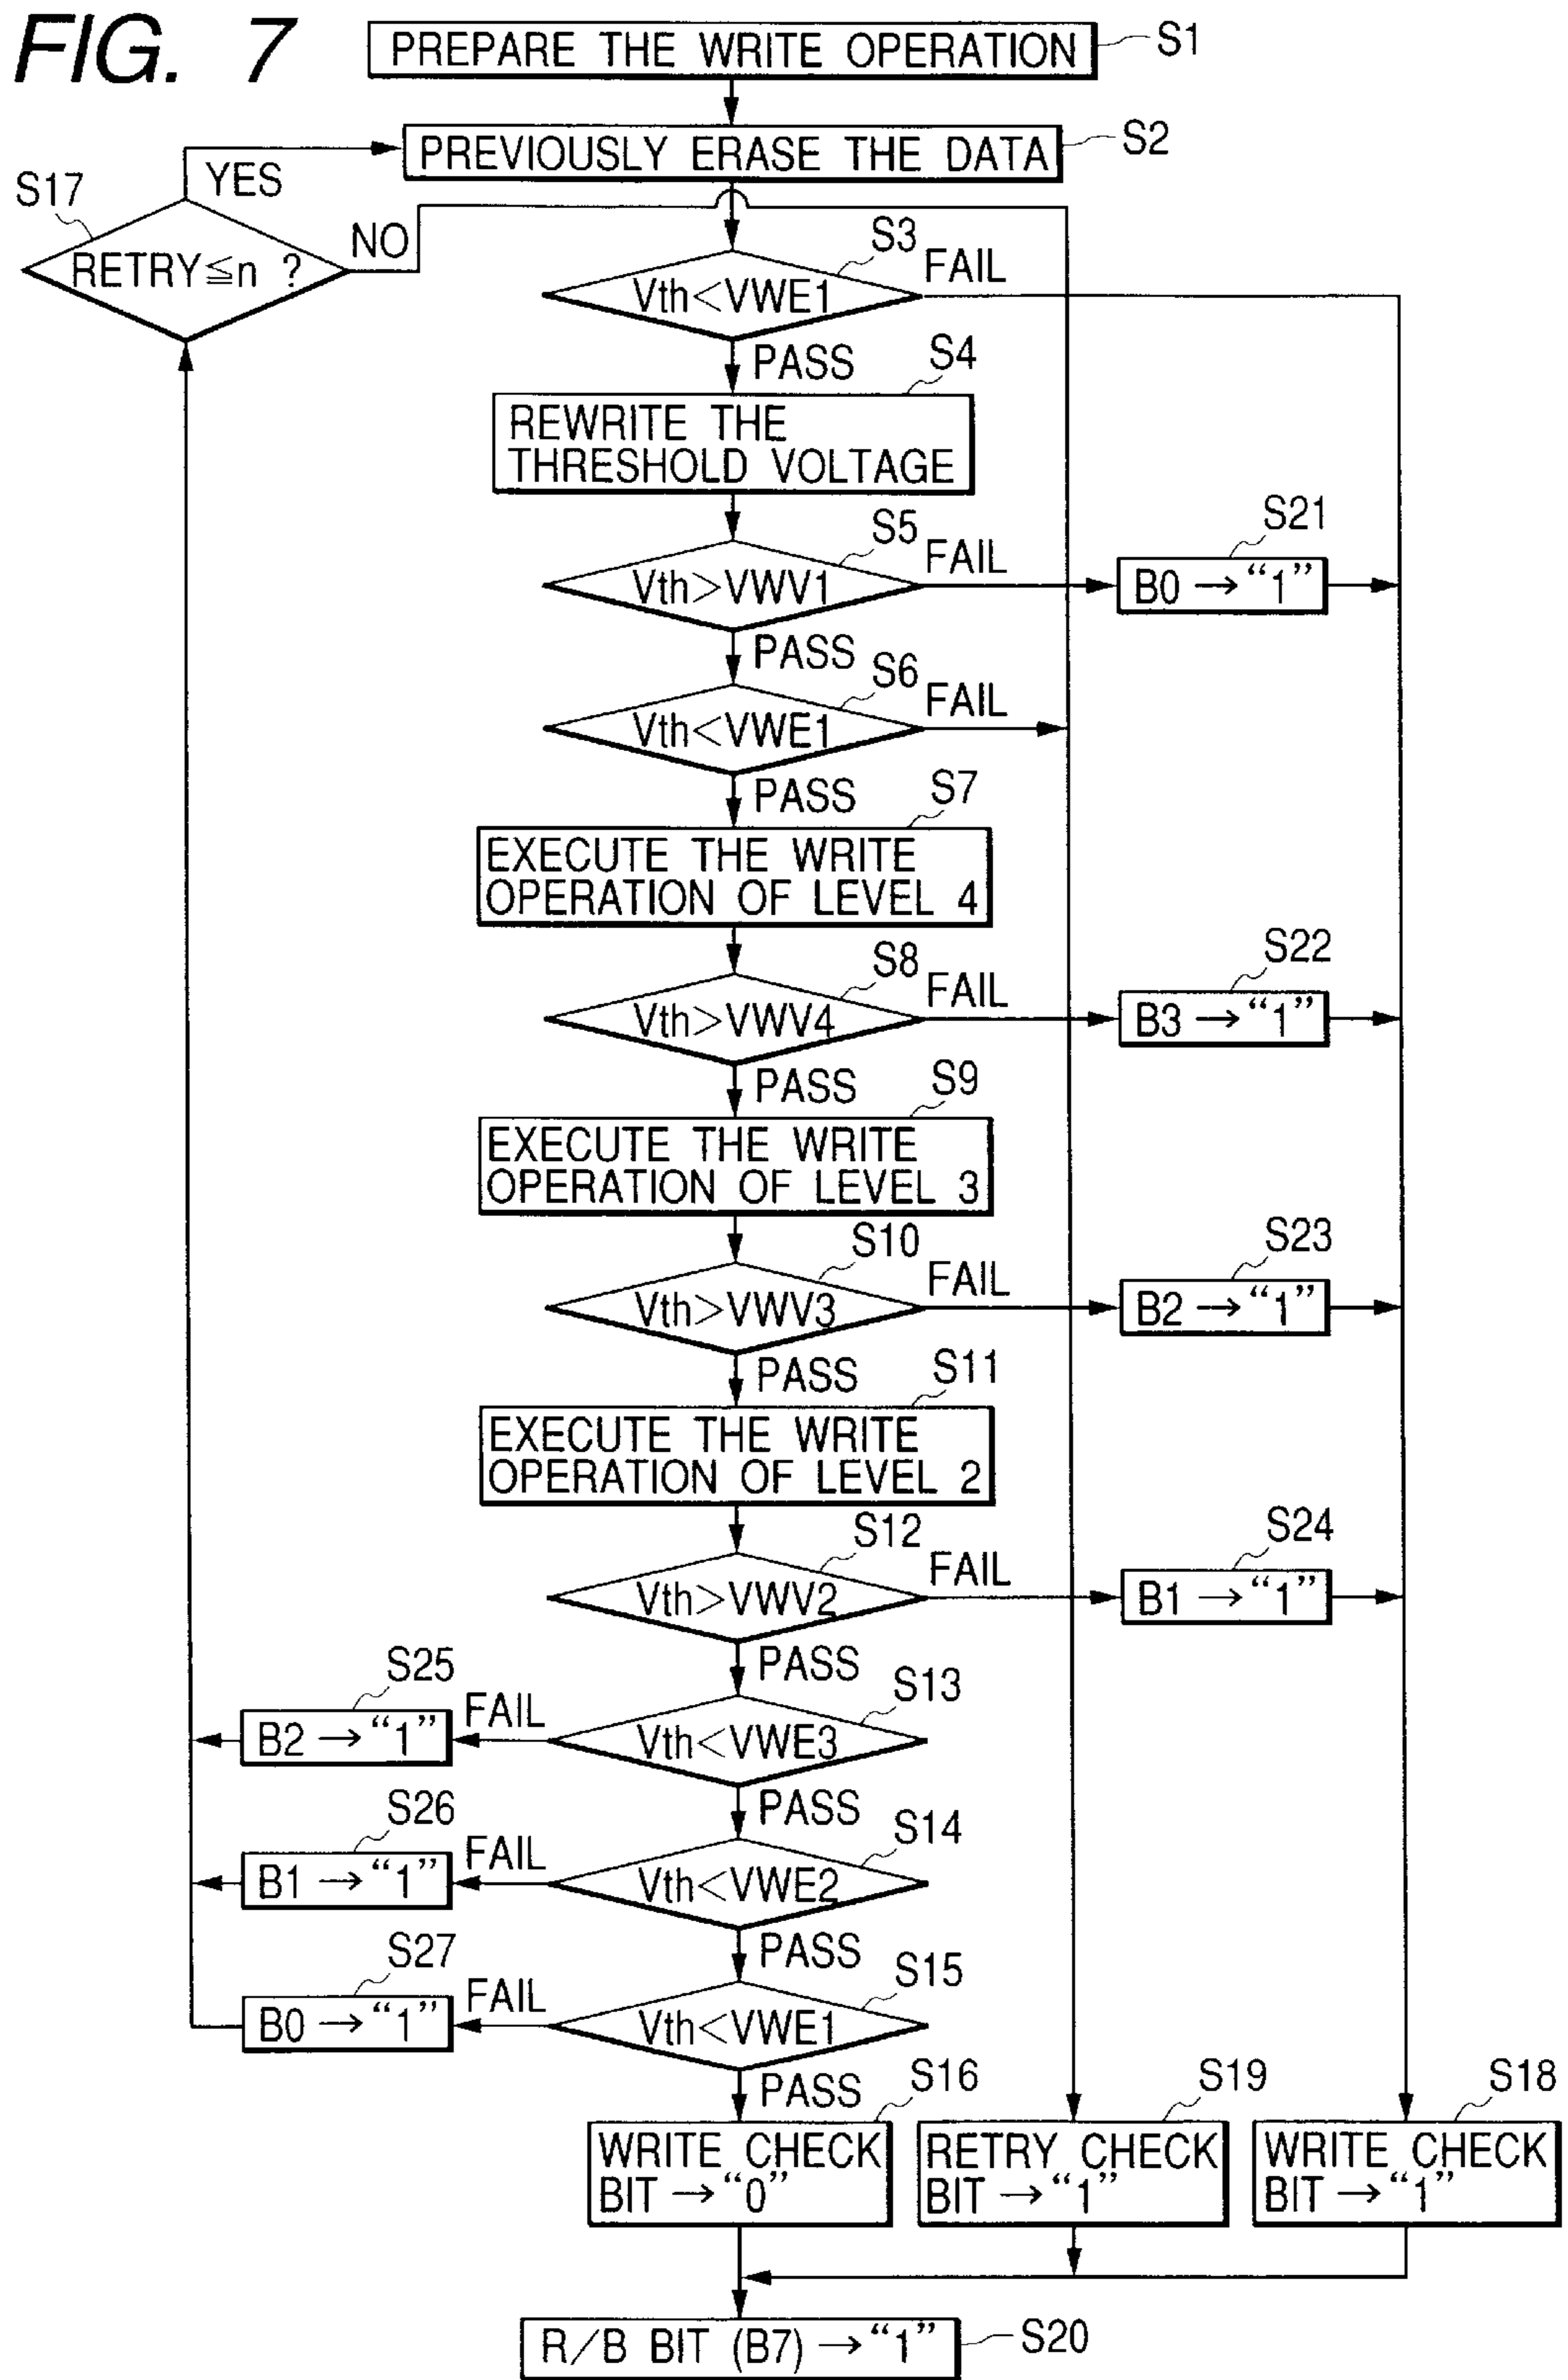 FIG. 7
PREPARE THE WRITE OPERATION
S1
PREVIOUSLY ERASE THE DATA
S2
S17
YES
RETRY≦n ?
NO
S3
Vth<VWE1
FAIL
PASS
S4
REWRITE THE
THRESHOLD VOLTAGE
S5
Vth>VWV1
FAIL
S21
B0 → “1”
PASS
S6
Vth<VWE1
FAIL
PASS
S7
EXECUTE THE WRITE
OPERATION OF LEVEL 4
S8
Vth>VWV4
FAIL
S22
B3 → “1”
PASS
S9
EXECUTE THE WRITE
OPERATION OF LEVEL 3
S10
Vth>VWV3
FAIL
S23
B2 → “1”
PASS
S11
EXECUTE THE WRITE
OPERATION OF LEVEL 2
S12
Vth>VWV2
FAIL
S24
B1 → “1”
PASS
S25
B2 → “1”
FAIL
S13
Vth<VWE3
PASS
S26
B1 → “1”
FAIL
S14
Vth<VWE2
PASS
S27
B0 → “1”
FAIL
S15
Vth<VWE1
PASS
S16
WRITE CHECK
BIT → “0”
S19
RETRY CHECK
BIT → “1”
S18
WRITE CHECK
BIT → “1”
R/B BIT (B7) → “1”
S20